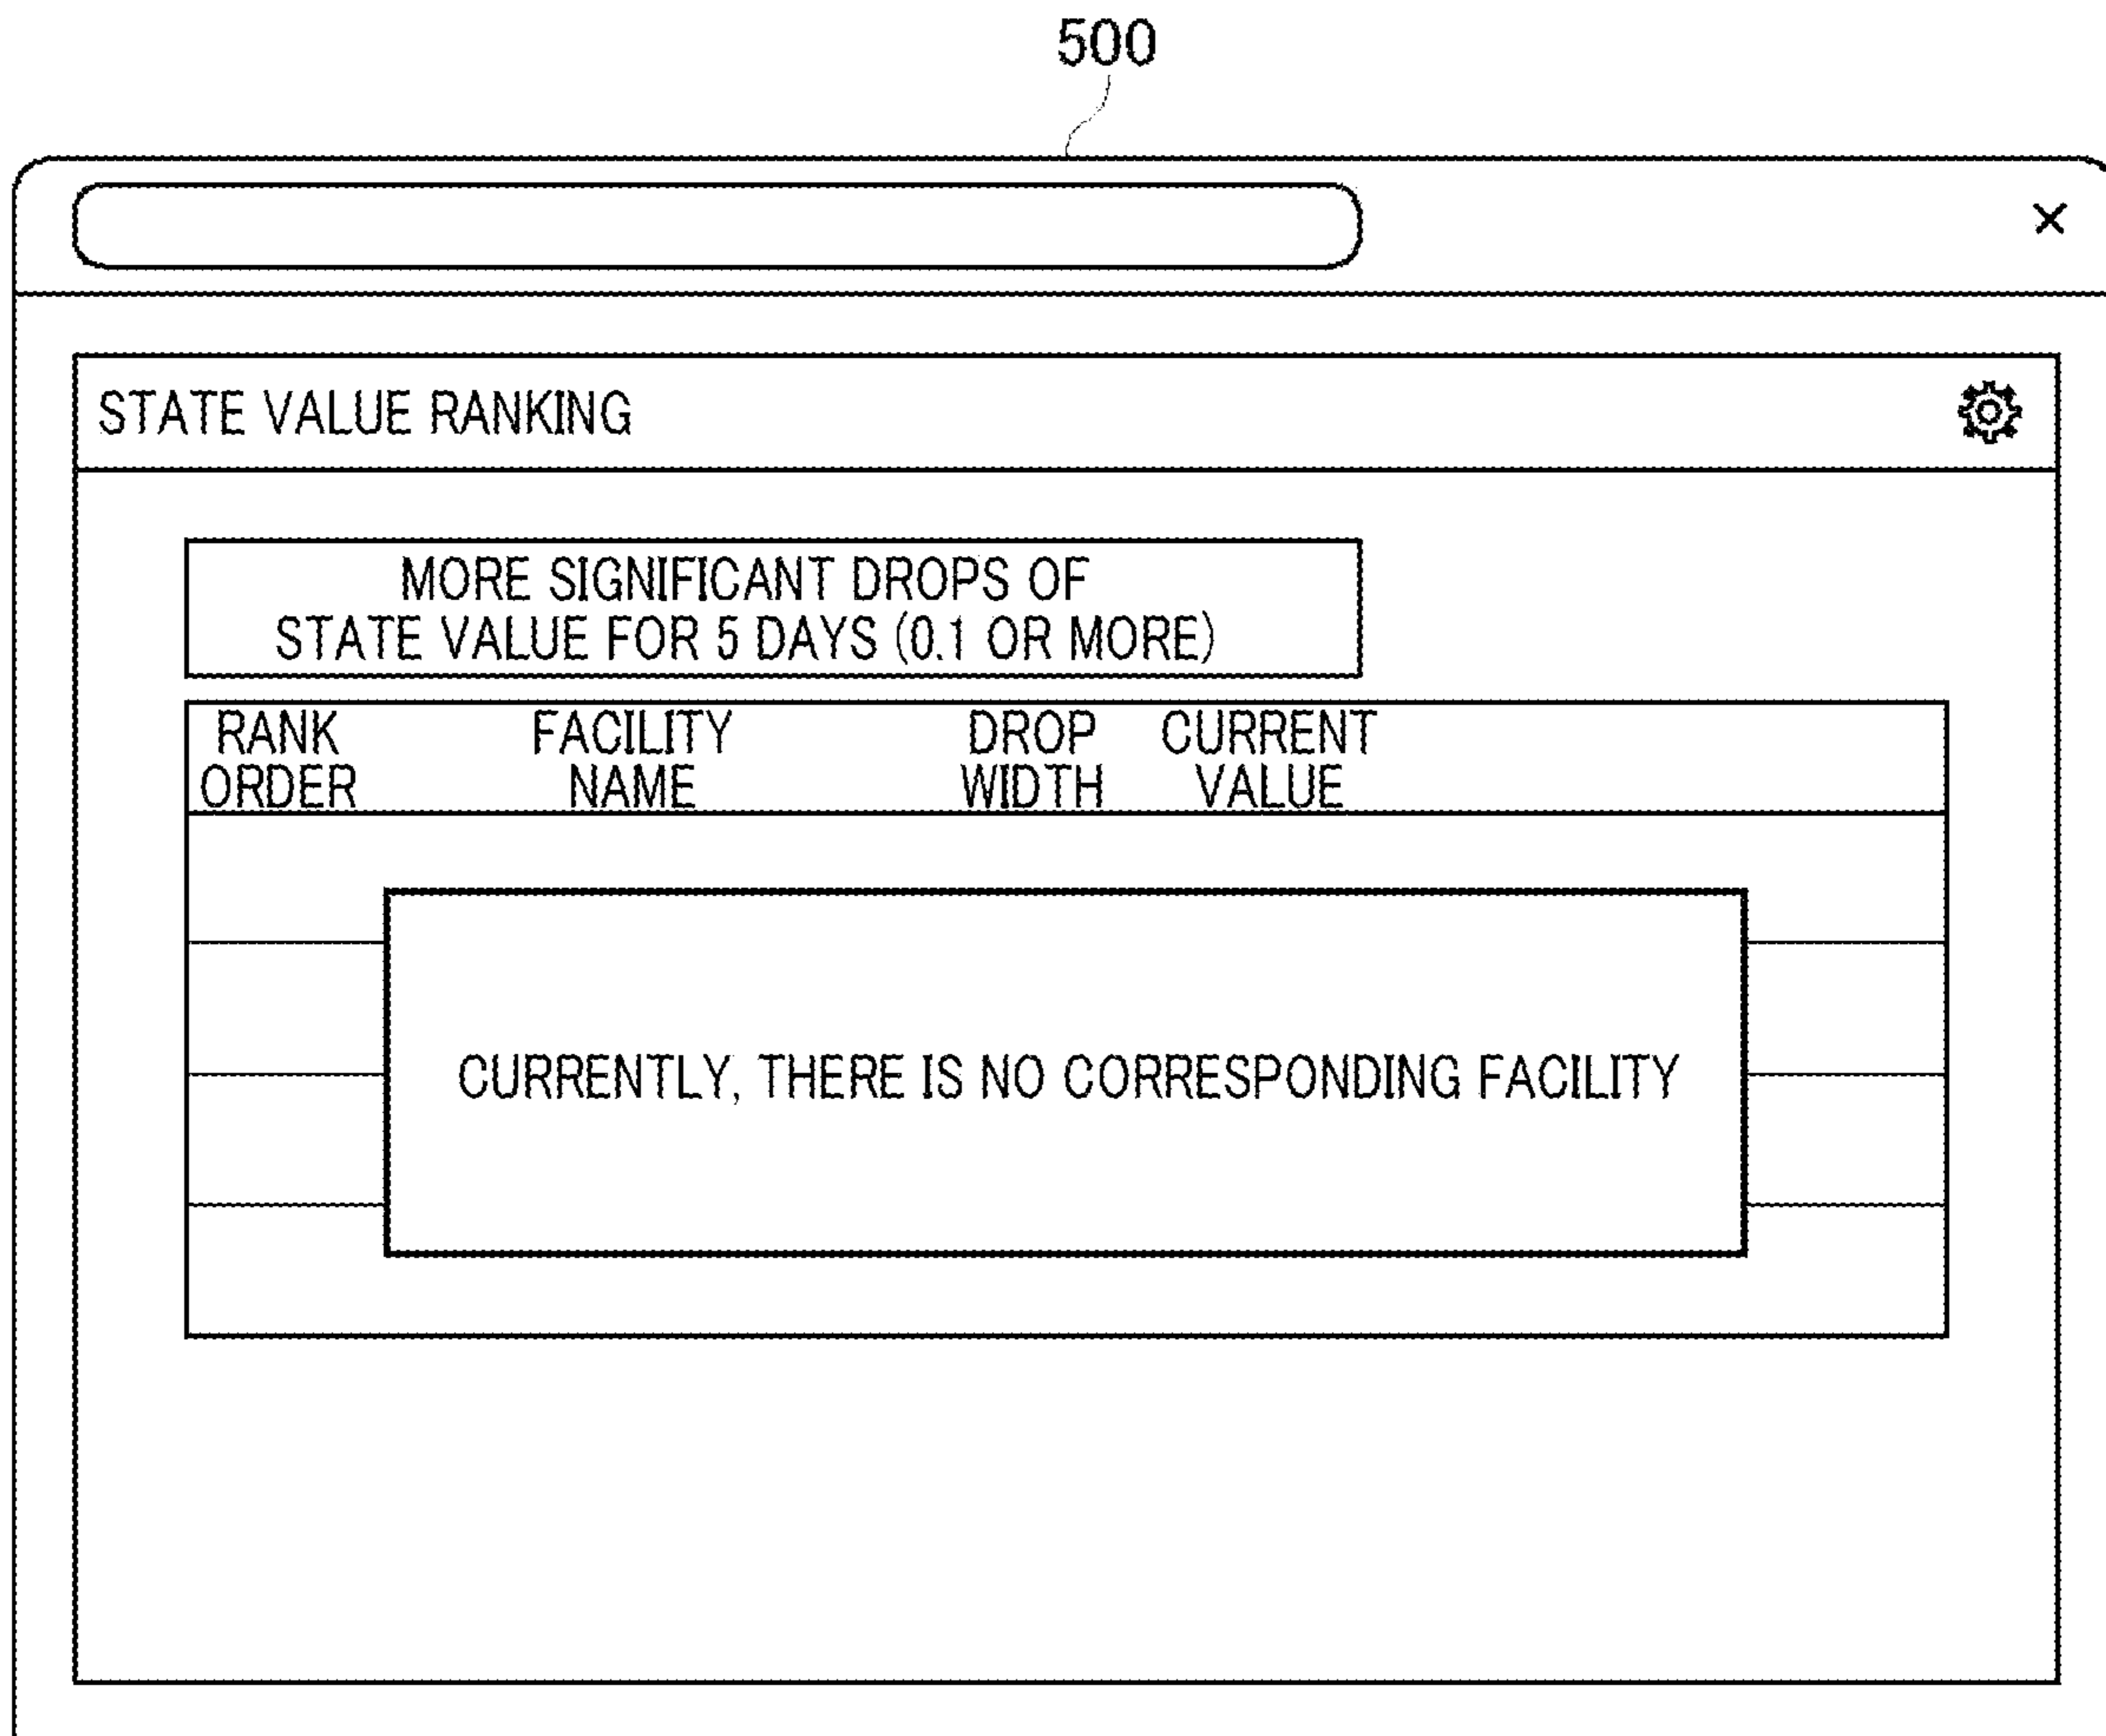 500
×
STATE VALUE RANKING
MORE SIGNIFICANT DROPS OF
STATE VALUE FOR 5 DAYS (0.1 OR MORE)
RANK ORDER
FACILITY NAME
DROP WIDTH
CURRENT VALUE
CURRENTLY, THERE IS NO CORRESPONDING FACILITY